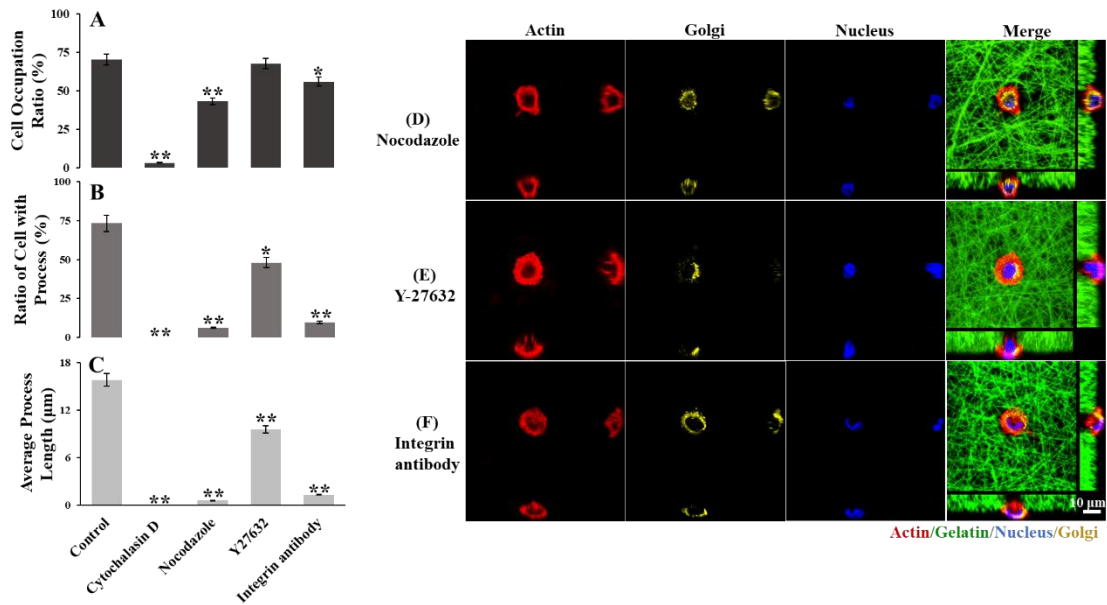 A
Cell Occupation
Ratio (%)
100
75
50
25
0
**
**
*
B
Ratio of Cell with
Process (%)
100
75
50
25
0
**
**
*
**
C
Average Process
Length (μm)
18
12
6
0
**
**
**
**
Control
Cytochalasin D
Nocodazole
Y27632
Integrin antibody
Actin
Golgi
Nucleus
Merge
(D)
Nocodazole
(E)
Y-27632
(F)
Integrin
antibody
10 μm
Actin/Gelatin/Nucleus/Golgi